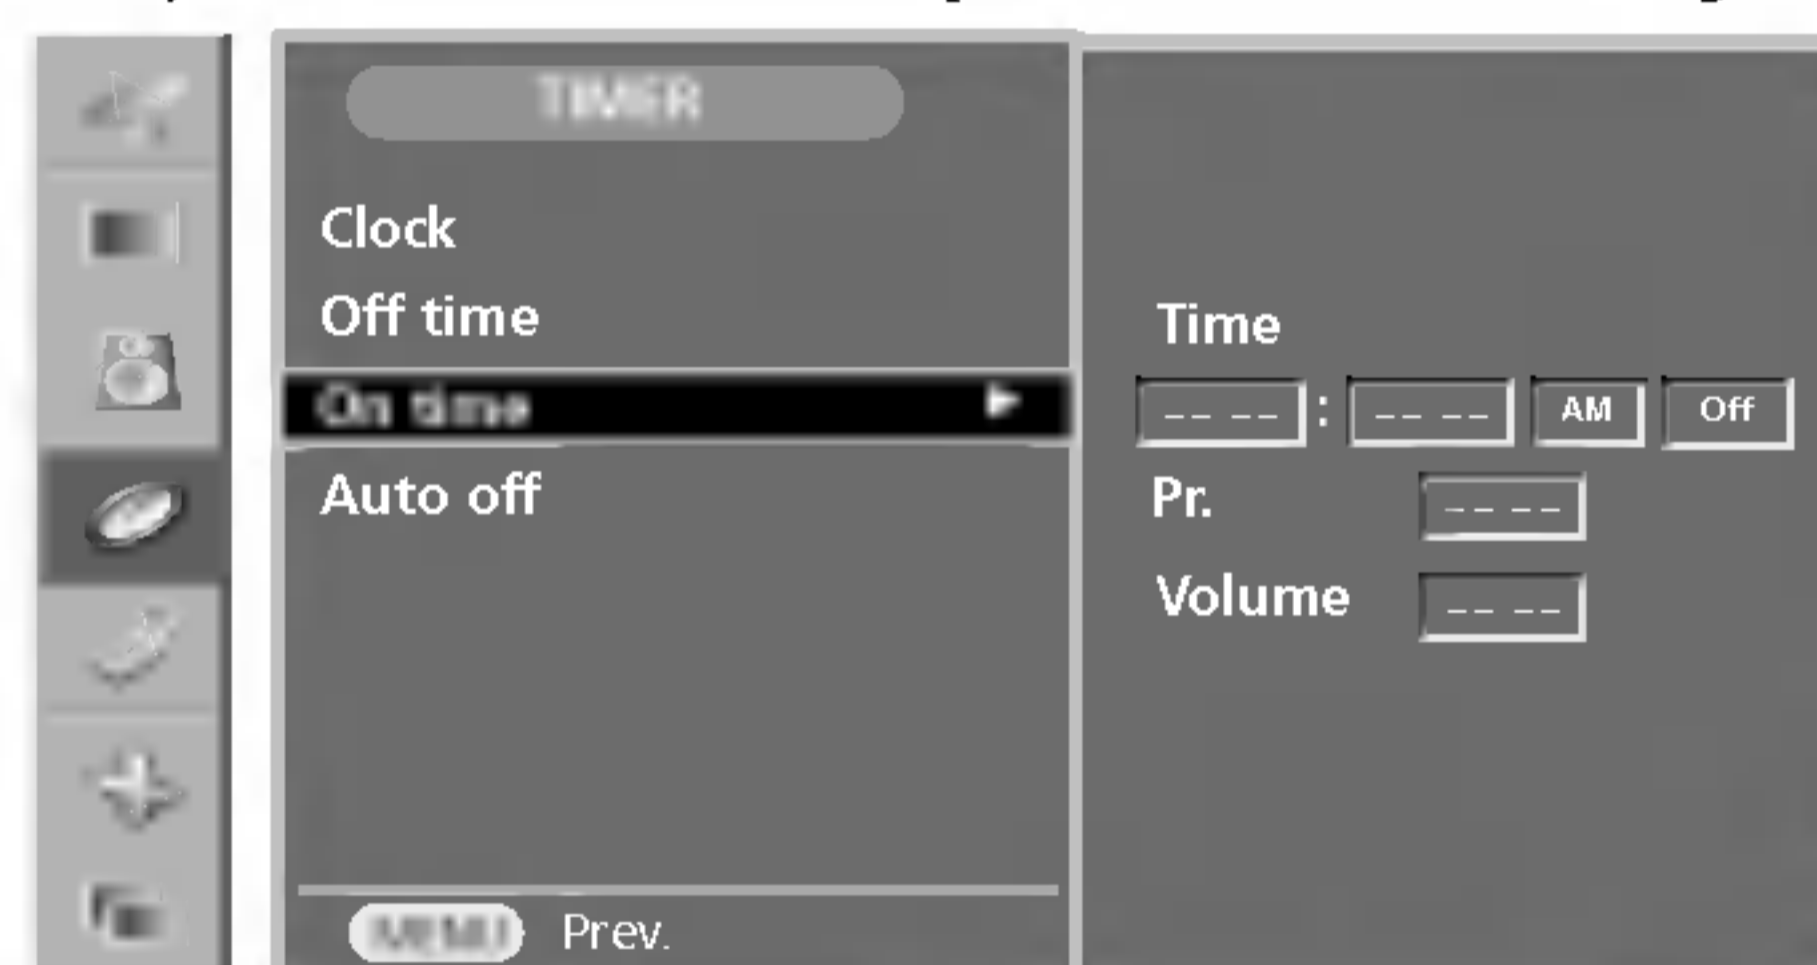 TIMER
Clock
Off time
On time
Auto off
MENU Prev.
Time
-- -- : -- -- AM Off
Pr. -- --
Volume -- --